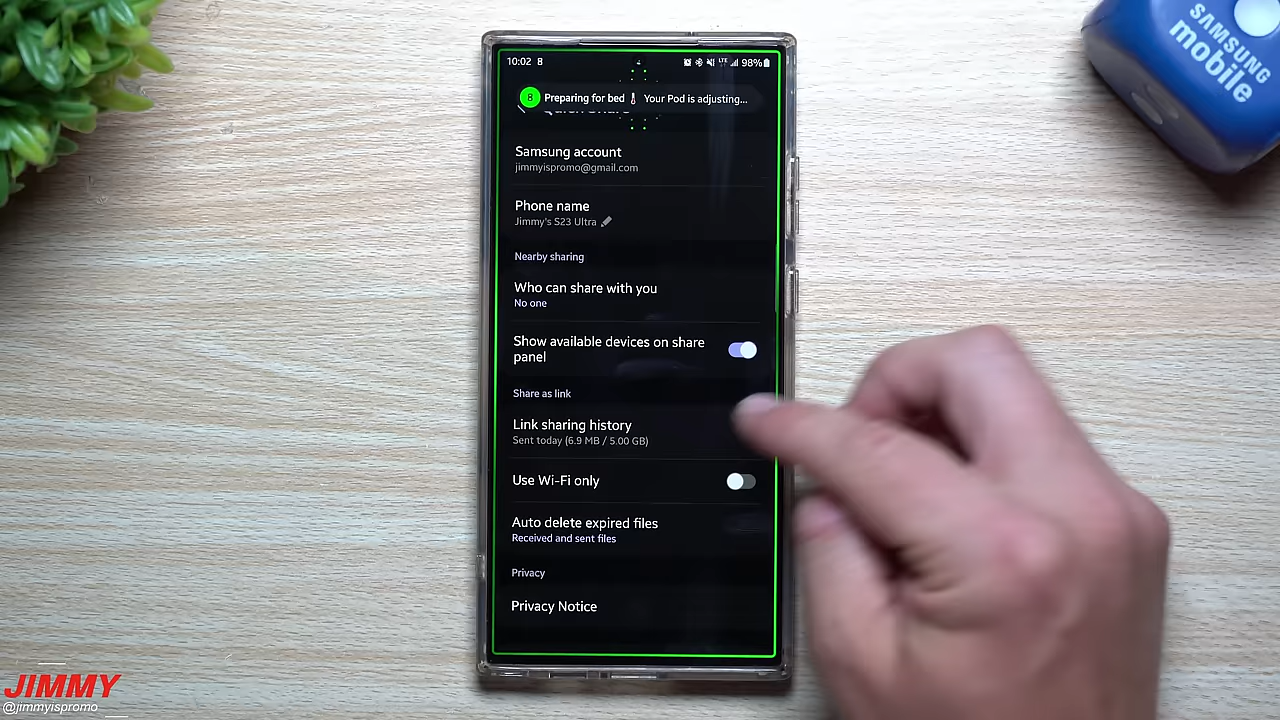 SAMSUNG
mobile
10:02 8
LTE 98%
8 Preparing for bed Your Pod is adjusting...
Samsung account
jimmyispromo@gmail.com
Phone name
Jimmy's S23 Ultra
Nearby sharing
Who can share with you
No one
Show available devices on share
panel
Share as link
Link sharing history
Sent today (6.9 MB / 5.00 GB)
Use Wi-Fi only
Auto delete expired files
Received and sent files
Privacy
Privacy Notice
JIMMY
@jimmyispromo